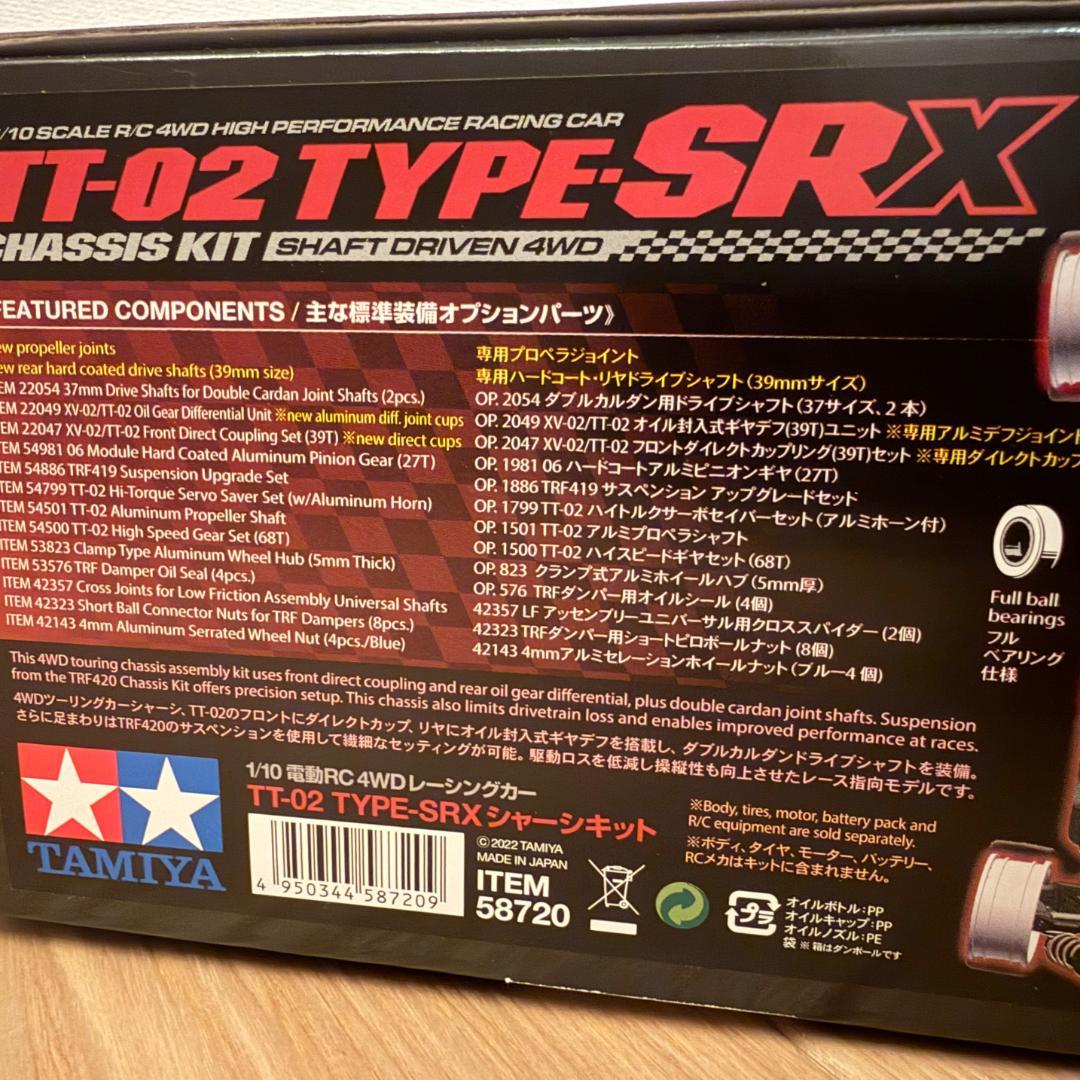 /10 SCALE R/C 4WD HIGH PERFORMANCE RACING CAR
TT-02 TYPE-SRX
CHASSIS KIT SHAFT DRIVEN 4WD
FEATURED COMPONENTS / 主な標準装備オプションパーツ》
ew propeller joints
ew rear hard coated drive shafts (39mm size)
EM 22054 37mm Drive Shafts for Double Cardan Joint Shafts (2pcs.)
EM 22049 XV-02/TT-02 Oil Gear Differential Unit ※new aluminum diff. joint cups
EM 22047 XV-02/TT-02 Front Direct Coupling Set (39T) ※new direct cups
EM 54981 06 Module Hard Coated Aluminum Pinion Gear (27T)
TEM 54886 TRF419 Suspension Upgrade Set
TEM 54799 TT-02 Hi-Torque Servo Saver Set (w/Aluminum Horn)
TEM 54501 TT-02 Aluminum Propeller Shaft
ITEM 54500 TT-02 High Speed Gear Set (68T)
ITEM 53823 Clamp Type Aluminum Wheel Hub (5mm Thick)
ITEM 53576 TRF Damper Oil Seal (4pcs.)
ITEM 42357 Cross Joints for Low Friction Assembly Universal Shafts
ITEM 42323 Short Ball Connector Nuts for TRF Dampers (8pcs.)
ITEM 42143 4mm Aluminum Serrated Wheel Nut (4pcs./Blue)
専用プロペラジョイント
専用ハードコート・リヤドライブシャフト(39mmサイズ)
OP. 2054 ダブルカルダン用ドライブシャフト(37サイズ、2本)
OP. 2049 XV-02/TT-02 オイル封入式ギヤデフ(39T)ユニット ※専用アルミデフジョイント
OP. 2047 XV-02/TT-02 フロントダイレクトカップリング(39T)セット ※専用ダイレクトカップ
OP. 1981 06 ハードコートアルミピニオンギヤ(27T)
OP. 1886 TRF419 サスペンション アップグレードセット
OP. 1799 TT-02 ハイトルクサーボセイバーセット(アルミホーン付)
OP. 1501 TT-02 アルミプロペラシャフト
OP. 1500 TT-02 ハイスピードギヤセット(68T)
OP. 823 クランプ式アルミホイールハブ(5mm厚)
OP. 576 TRFダンパー用オイルシール(4個)
42357 LF アッセンブリーユニバーサル用クロススパイダー(2個)
42323 TRFダンパー用ショートピロボールナット(8個)
42143 4mmアルミセレーションホイールナット(ブルー4個)
Full ball
bearings
フル
ベアリング
仕様
This 4WD touring chassis assembly kit uses front direct coupling and rear oil gear differential, plus double cardan joint shafts. Suspension
from the TRF420 Chassis Kit offers precision setup. This chassis also limits drivetrain loss and enables improved performance at races.
4WDツーリングカーシャーシ、TT-02のフロントにダイレクトカップ、リヤにオイル封入式ギヤデフを搭載し、ダブルカルダンドライブシャフトを装備。
さらに足まわりはTRF420のサスペンションを使用して繊細なセッティングが可能。駆動ロスを低減し操縦性も向上させたレース指向モデルです。
TAMIYA
1/10 電動RC 4WDレーシングカー
TT-02 TYPE-SRX シャーシキット
4 950344 587209
©2022 TAMIYA
MADE IN JAPAN
ITEM
58720
※Body, tires, motor, battery pack and
R/C equipment are sold separately.
※ボディ、タイヤ、モーター、バッテリー、
RCメカはキットに含まれません。
プラ
オイルボトル:PP
オイルキャップ:PP
オイルノズル:PE
袋 ※ 箱はダンボールです